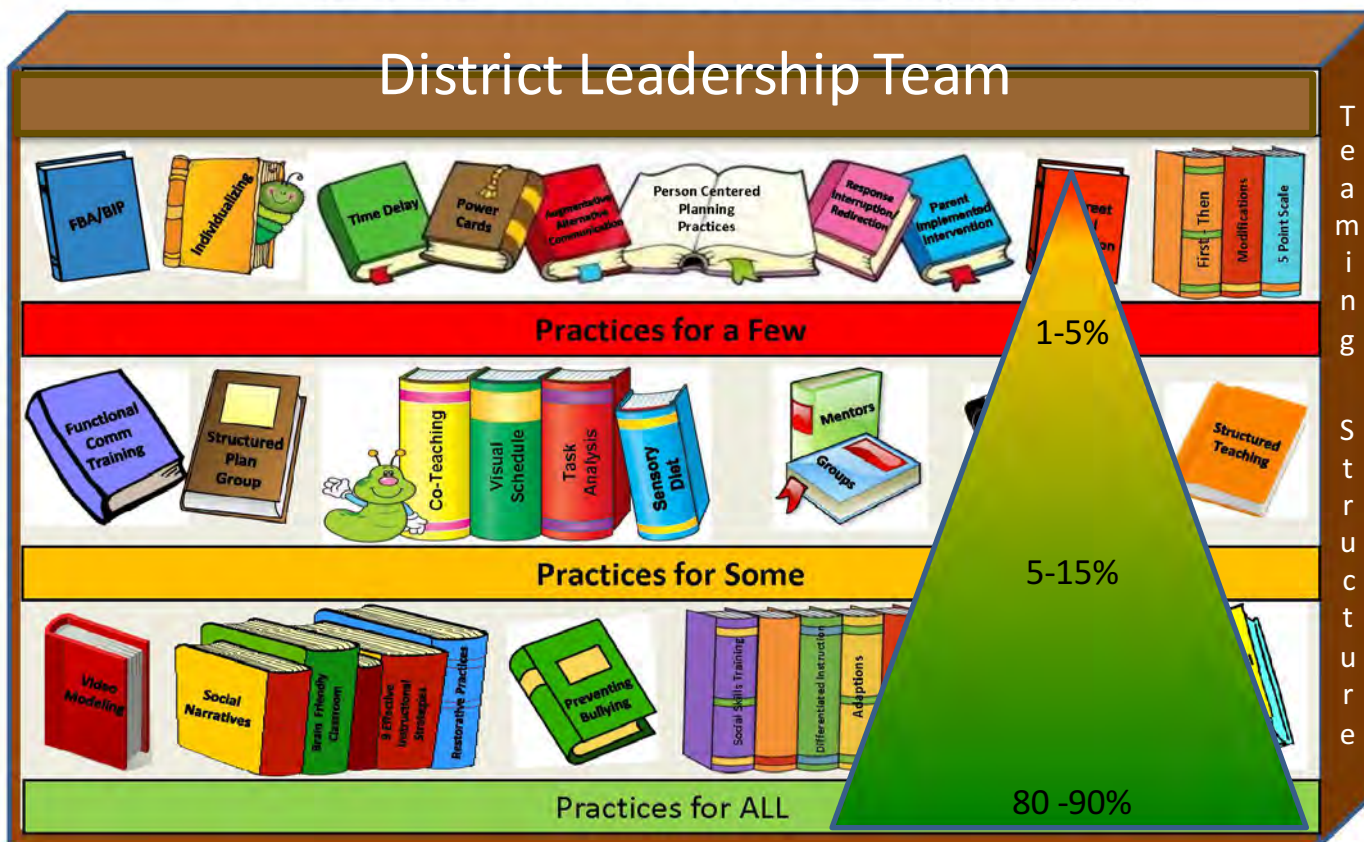 District Leadership Team
Teaming Structure
FBA/BIP
Individualizing
Time Delay
Power
Cards
Augmentative
Alternative
Communication
Person Centered
Planning
Practices
Response
Interruption
Redirection
Parent
Implemented
Intervention
First - Then
Modifications
5 Point Scale
Practices for a Few
1-5%
Functional
Comm
Training
Structured
Plan
Group
Co-Teaching
Visual
Schedule
Task
Analysis
Sensory
Diet
Mentors
Groups
Structured
Teaching
Practices for Some
5-15%
Video
Modeling
Social
Narratives
Brain Friendly
Classroom
9 Effective
Instructional
Strategies
Restorative Practices
Preventing
Bullying
Social Skills Training
Differentiated Instruction
Adaptions
Practices for ALL
80 -90%